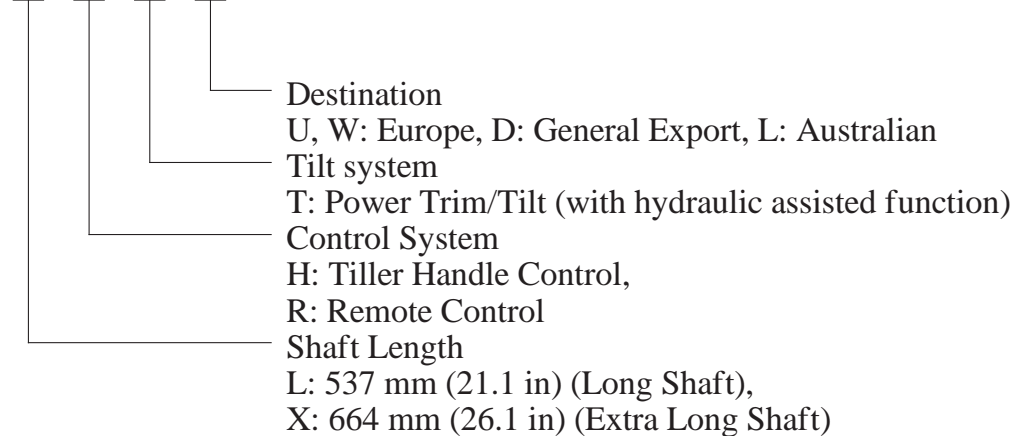 Destination
U, W: Europe, D: General Export, L: Australian
Tilt system
T: Power Trim/Tilt (with hydraulic assisted function)
Control System
H: Tiller Handle Control,
R: Remote Control
Shaft Length
L: 537 mm (21.1 in) (Long Shaft),
X: 664 mm (26.1 in) (Extra Long Shaft)